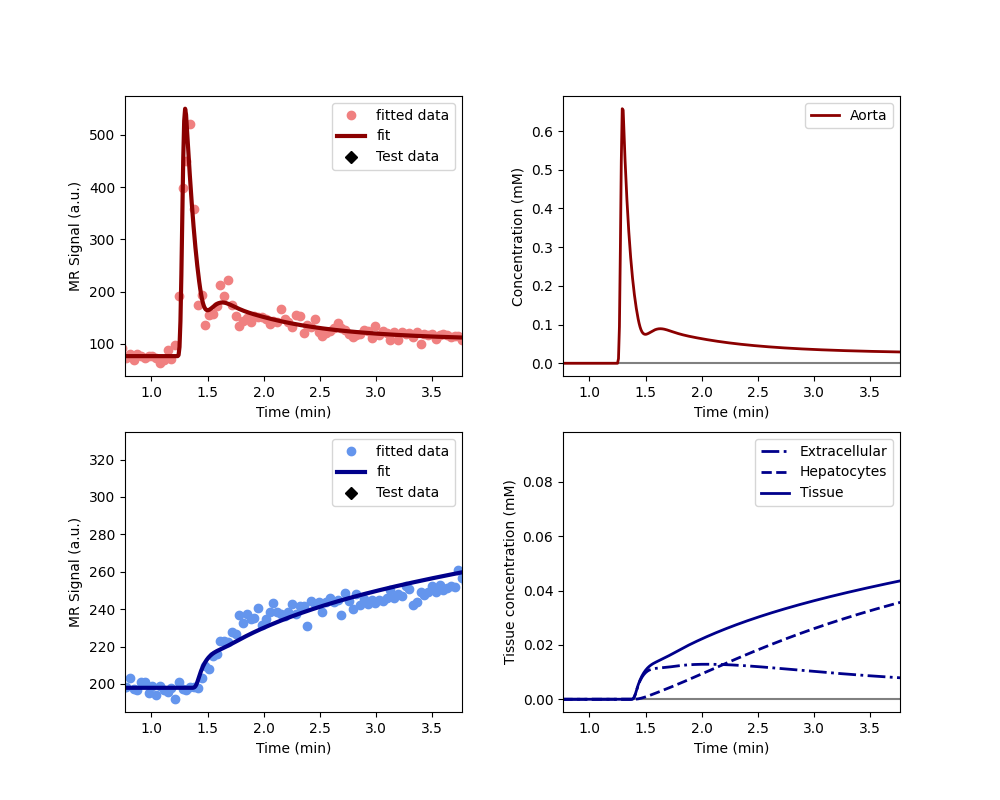 MR Signal (a.u.)
500
400
300
200
100
fitted data
fit
Test data
1.0 1.5 2.0 2.5 3.0 3.5
Time (min)
Concentration (mM)
0.6
0.5
0.4
0.3
0.2
0.1
0.0
Aorta
1.0 1.5 2.0 2.5 3.0 3.5
Time (min)
MR Signal (a.u.)
320
300
280
260
240
220
200
fitted data
fit
Test data
1.0 1.5 2.0 2.5 3.0 3.5
Time (min)
Tissue concentration (mM)
0.08
0.06
0.04
0.02
0.00
Extracellular
Hepatocytes
Tissue
1.0 1.5 2.0 2.5 3.0 3.5
Time (min)